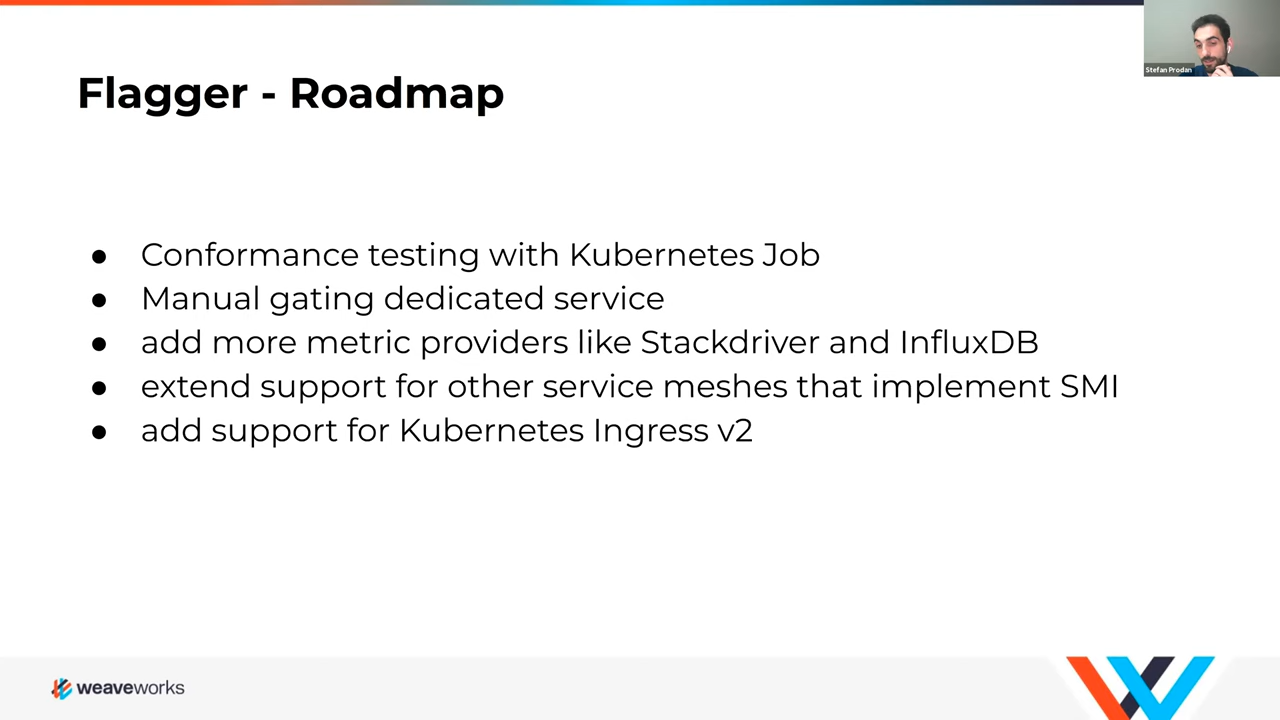 Stefan Prodan
Flagger - Roadmap
● Conformance testing with Kubernetes Job
● Manual gating dedicated service
● add more metric providers like Stackdriver and InfluxDB
● extend support for other service meshes that implement SMI
● add support for Kubernetes Ingress v2
weaveworks